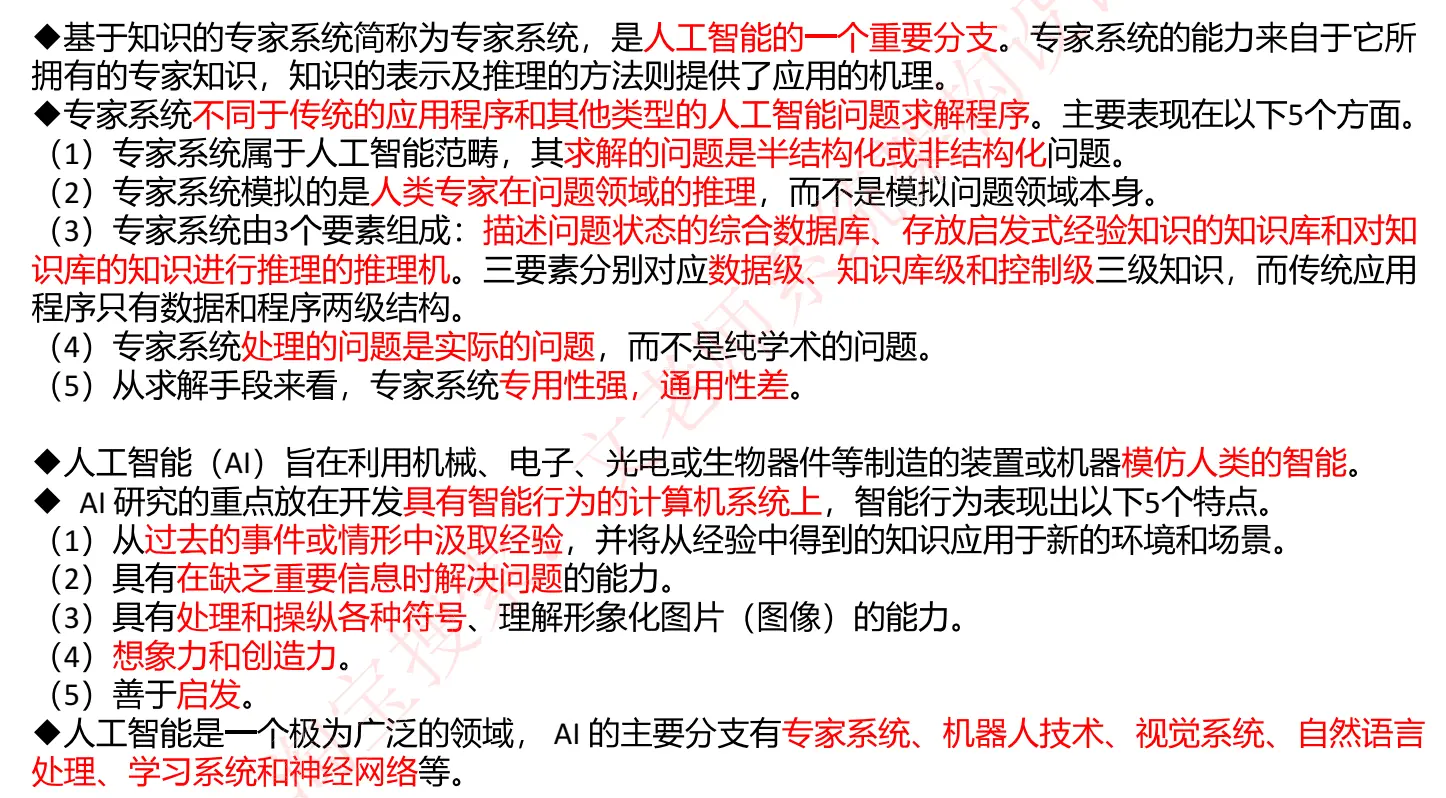 ◆基于知识的专家系统简称为专家系统，是人工智能的一个重要分支。专家系统的能力来自于它所
拥有的专家知识，知识的表示及推理的方法则提供了应用的机理。
◆专家系统不同于传统的应用程序和其他类型的人工智能问题求解程序。主要表现在以下5个方面。
（1）专家系统属于人工智能范畴，其求解的问题是半结构化或非结构化问题。
（2）专家系统模拟的是人类专家在问题领域的推理，而不是模拟问题领域本身。
（3）专家系统由3个要素组成：描述问题状态的综合数据库、存放启发式经验知识的知识库和对知
识库的知识进行推理的推理机。三要素分别对应数据级、知识库级和控制级三级知识，而传统应用
程序只有数据和程序两级结构。
（4）专家系统处理的问题是实际的问题，而不是纯学术的问题。
（5）从求解手段来看，专家系统专用性强，通用性差。
◆人工智能（AI）旨在利用机械、电子、光电或生物器件等制造的装置或机器模仿人类的智能。
◆ AI 研究的重点放在开发具有智能行为的计算机系统上，智能行为表现出以下5个特点。
（1）从过去的事件或情形中汲取经验，并将从经验中得到的知识应用于新的环境和场景。
（2）具有在缺乏重要信息时解决问题的能力。
（3）具有处理和操纵各种符号、理解形象化图片（图像）的能力。
（4）想象力和创造力。
（5）善于启发。
◆人工智能是一个极为广泛的领域， AI 的主要分支有专家系统、机器人技术、视觉系统、自然语言
处理、学习系统和神经网络等。